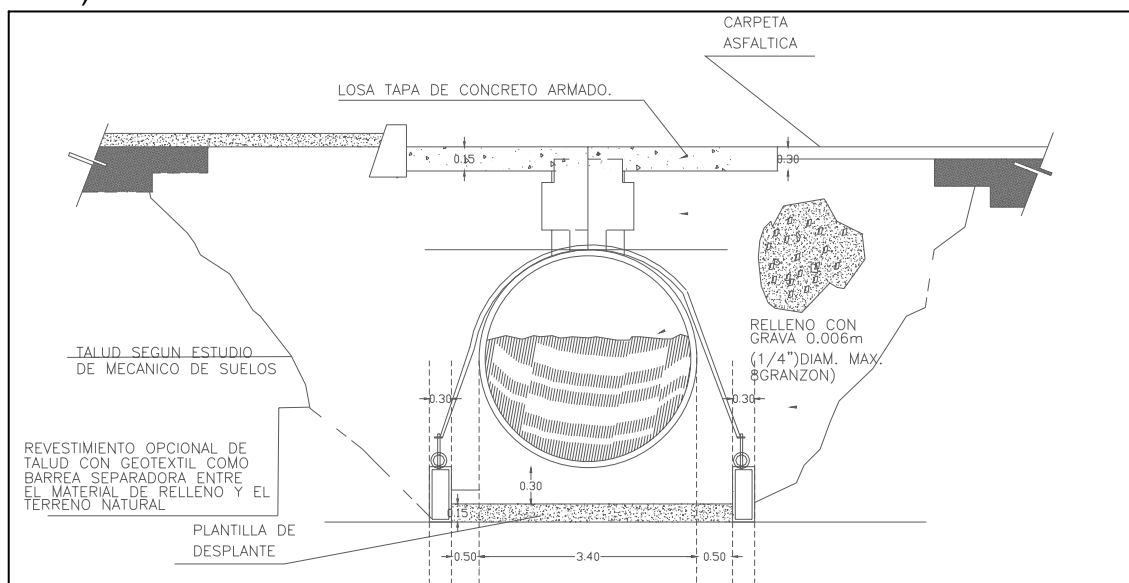 CARPETA
ASFALTICA
LOSA TAPA DE CONCRETO ARMADO.
0.15
0.30
RELLENO CON
GRAVA 0.006m
(1/4")DIAM. MAX.
8GRANZON)
TALUD SEGUN ESTUDIO
DE MECANICO DE SUELOS
0.30
0.30
REVESTIMIENTO OPCIONAL DE
TALUD CON GEOTEXTIL COMO
BARREA SEPARADORA ENTRE
EL MATERIAL DE RELLENO Y EL
TERRENO NATURAL
0.30
0.15
PLANTILLA DE
DESPLANTE
0.50
3.40
0.50